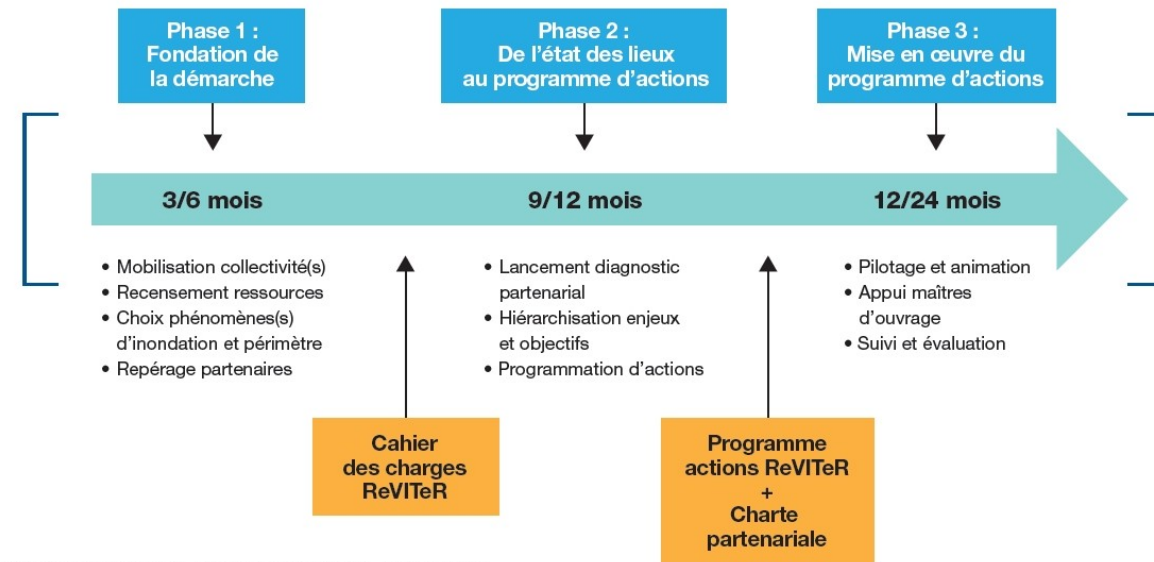 Phase 1 :
Fondation de
la démarche
Phase 2 :
De l’état des lieux
au programme d’actions
Phase 3 :
Mise en œuvre du
programme d’actions
3/6 mois
9/12 mois
12/24 mois
• Mobilisation collectivité(s)
• Recensement ressources
• Choix phénomènes(s)
d’inondation et périmètre
• Repérage partenaires
• Lancement diagnostic
partenarial
• Hiérarchisation enjeux
et objectifs
• Programmation d’actions
• Pilotage et animation
• Appui maîtres
d’ouvrage
• Suivi et évaluation
Cahier
des charges
ReVITeR
Programme
actions ReVITeR
+
Charte
partenariale